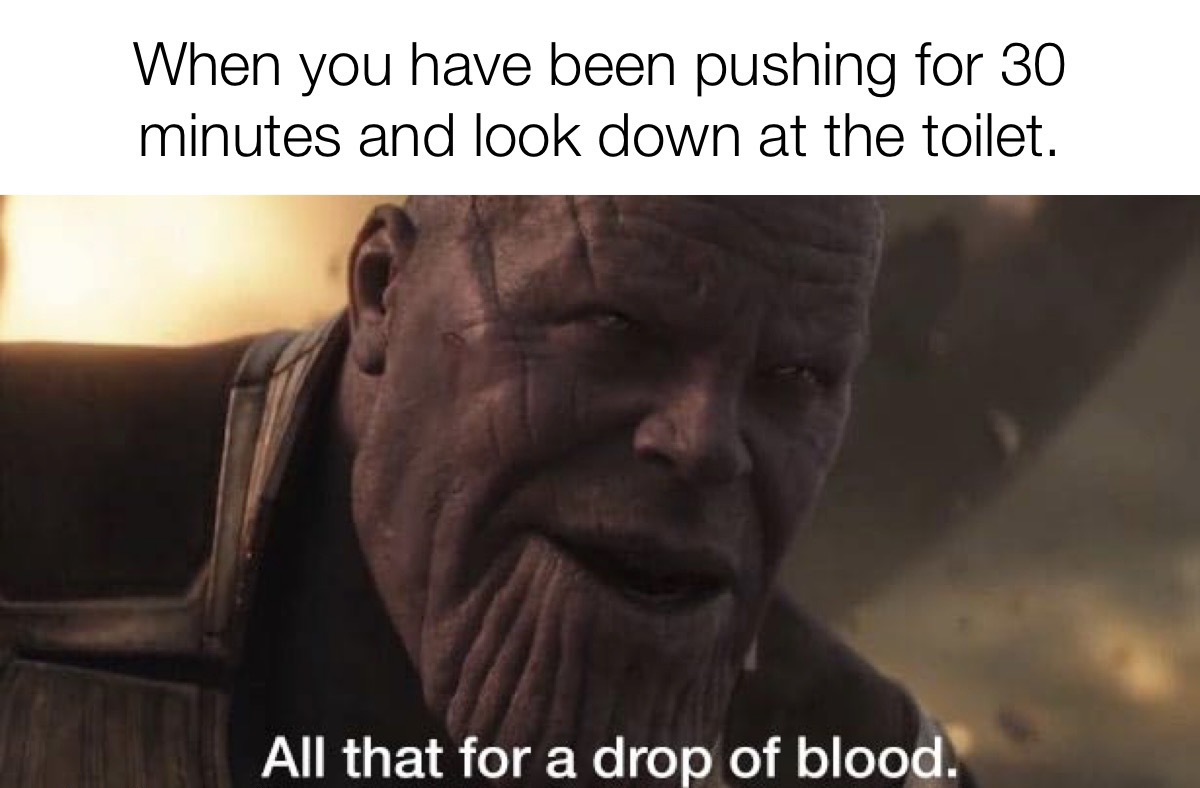 When you have been pushing for 30
minutes and look down at the toilet.
All that for a drop of blood.